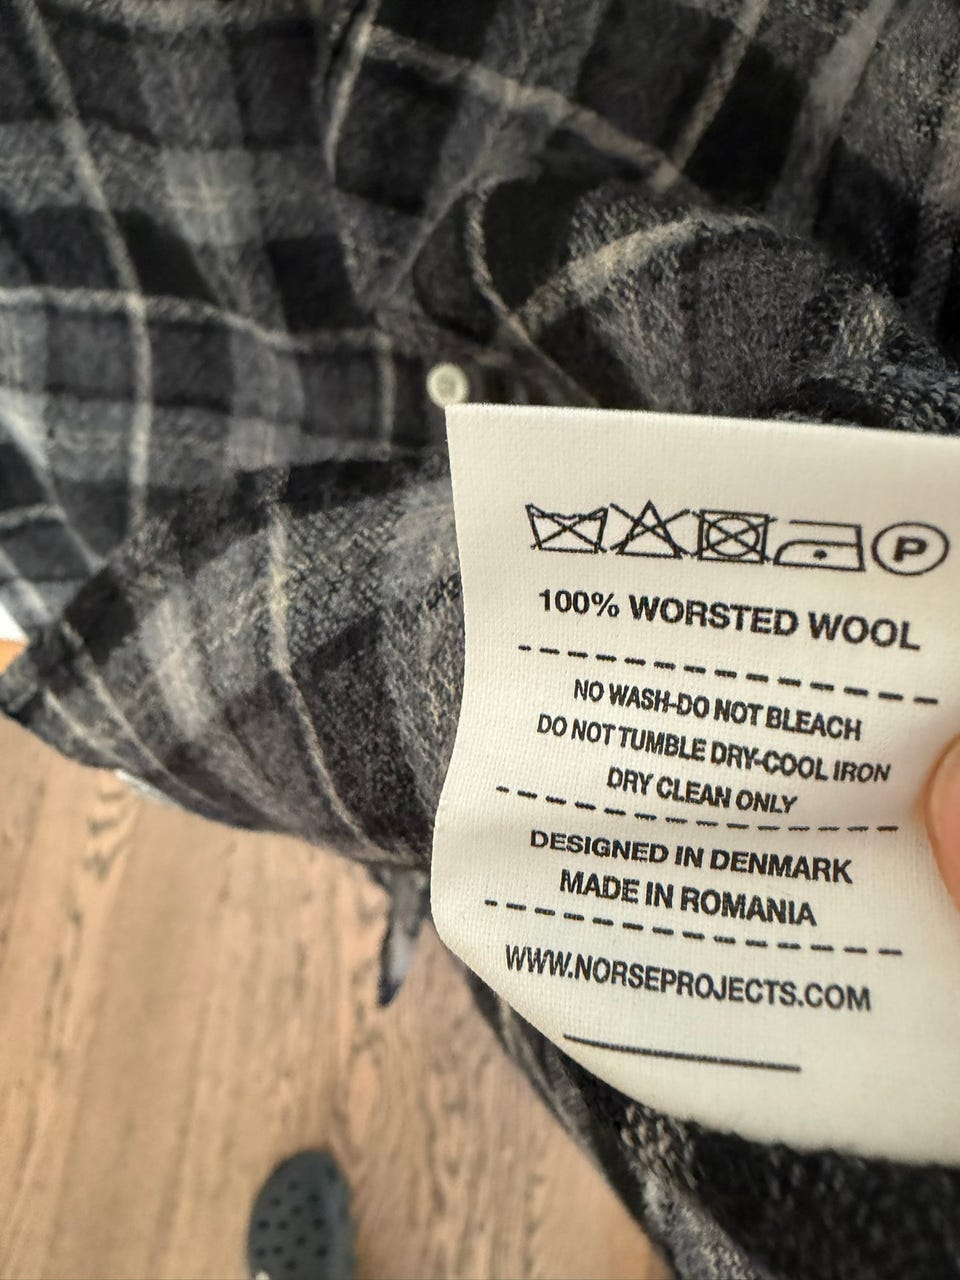 P
100% WORSTED WOOL
NO WASH-DO NOT BLEACH
DO NOT TUMBLE DRY-COOL IRON
DRY CLEAN ONLY
DESIGNED IN DENMARK
MADE IN ROMANIA
WWW.NORSEPROJECTS.COM